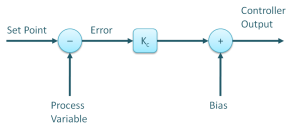 Controller
Output
Set Point
Error
−
K꜀
+
Process
Variable
Bias